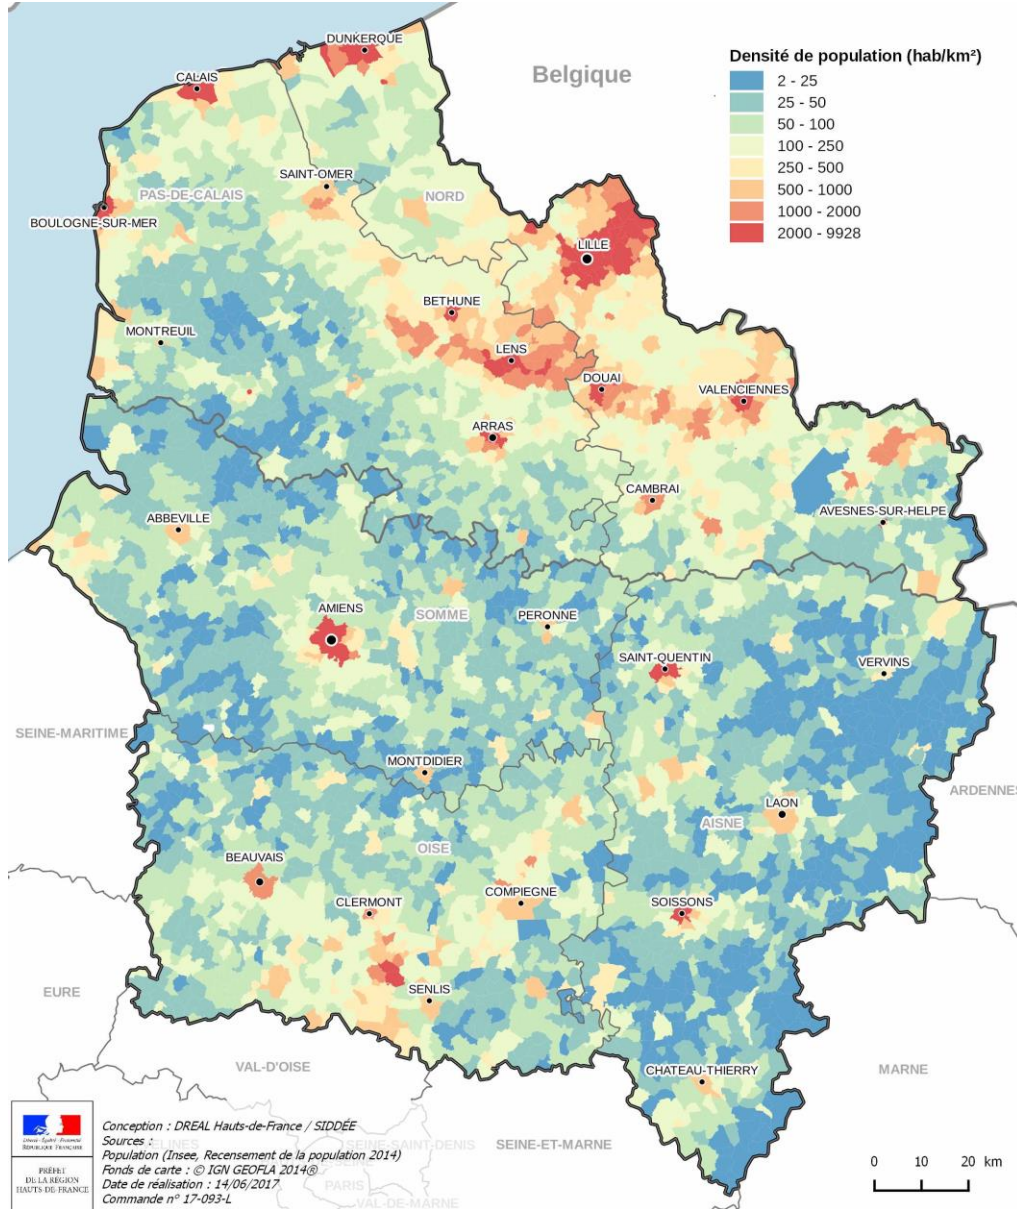 DUNKERQUE
Belgique
Densité de population (hab/km²)
2 - 25
25 - 50
50 - 100
100 - 250
250 - 500
500 - 1000
1000 - 2000
2000 - 9928
CALAIS
SAINT-OMER
PAS-DE-CALAIS
NORD
BOULOGNE-SUR-MER
LILLE
BETHUNE
MONTREUIL
LENS
DOUAI
VALENCIENNES
ARRAS
CAMBRAI
AVESNES-SUR-HELPE
ABBEVILLE
AMIENS
SOMME
PERONNE
SAINT-QUENTIN
VERVINS
SEINE-MARITIME
MONTDIDIER
ARDENNES
LAON
AISNE
OISE
BEAUVAIS
CLERMONT
COMPIEGNE
SOISSONS
EURE
SENLIS
VAL-D'OISE
CHATEAU-THIERRY
MARNE
SEINE-SAINT-DENIS
SEINE-ET-MARNE
PARIS
VAL-DE-MARNE
Liberté • Égalité • Fraternité
RÉPUBLIQUE FRANÇAISE
PRÉFET
DE LA RÉGION
HAUTS-DE-FRANCE
Conception : DREAL Hauts-de-France / SIDDÉE
Sources :
Population (Insee, Recensement de la population 2014)
Fonds de carte : © IGN GEOFLA 2014®
Date de réalisation : 14/06/2017
Commande n° 17-093-L
0 10 20 km